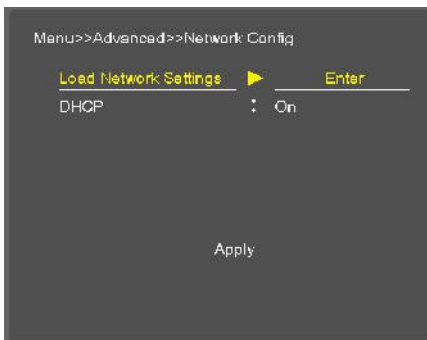 Menu>>Advanced>>Network Config
Load Network Settings ▶ Enter
DHCP : On
Apply